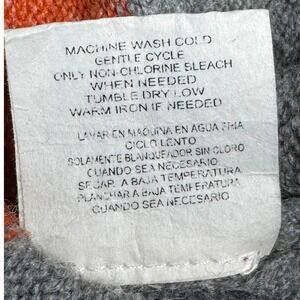 MACHINE WASH COLD
GENTLE CYCLE
ONLY NON-CHLORINE BLEACH
WHEN NEEDED
TUMBLE DRY LOW
WARM IRON IF NEEDED
LAVAR EN MAQUINA EN AGUA FRIA
CICLO LENTO
SOLAMENTE BLANQUEADOR SIN CLORO
CUANDO SEA NECESARIO
SECAR A BAJA TEMPERATURA
PLANCHAR A BAJA TEMPERATURA
CUANDO SEA NECESARIO